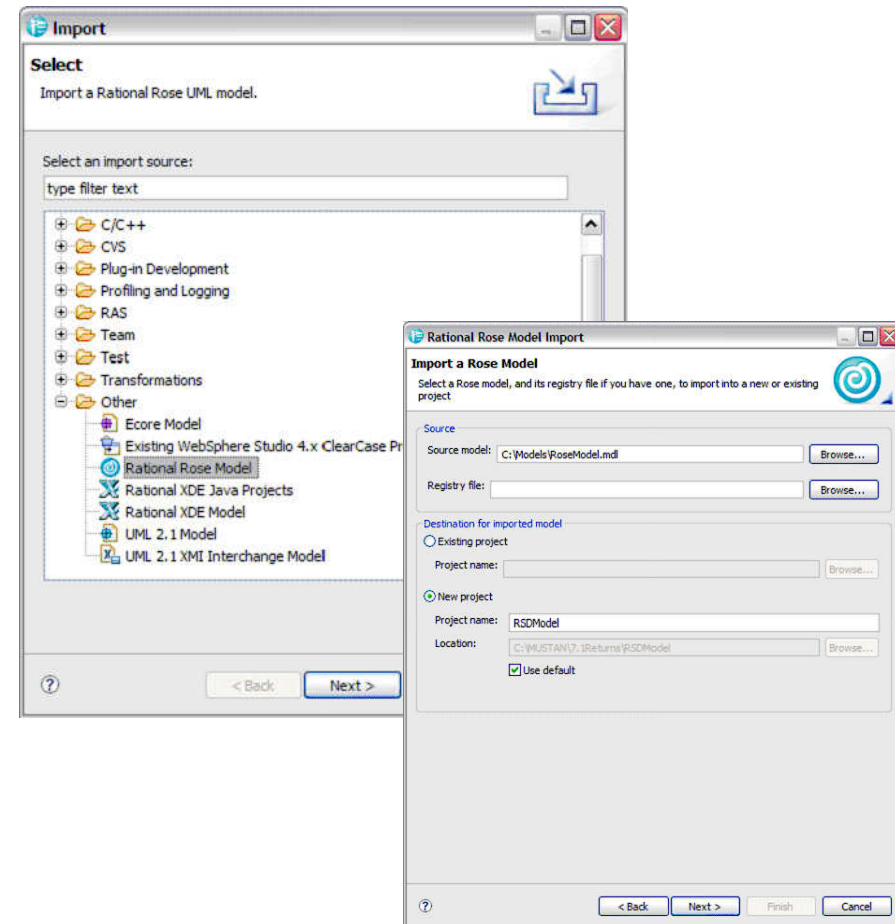 Import
Select
Import a Rational Rose UML model.
Select an import source:
type filter text
C/C++
CVS
Plug-in Development
Profiling and Logging
RAS
Team
Test
Transformations
Other
Ecore Model
Existing WebSphere Studio 4.x ClearCase Pr
Rational Rose Model
Rational XDE Java Projects
Rational XDE Model
UML 2.1 Model
UML 2.1 XMI Interchange Model
< Back Next >
Rational Rose Model Import
Import a Rose Model
Select a Rose model, and its registry file if you have one, to import into a new or existing
project
Source
Source model: C:\Models\RoseModel.mdl Browse...
Registry file: Browse...
Destination for imported model
Existing project
Project name: Browse...
New project
Project name: RSDModel
Location: C:\MUSTAN\7.1Returns\RSDModel Browse...
Use default
< Back Next > Finish Cancel